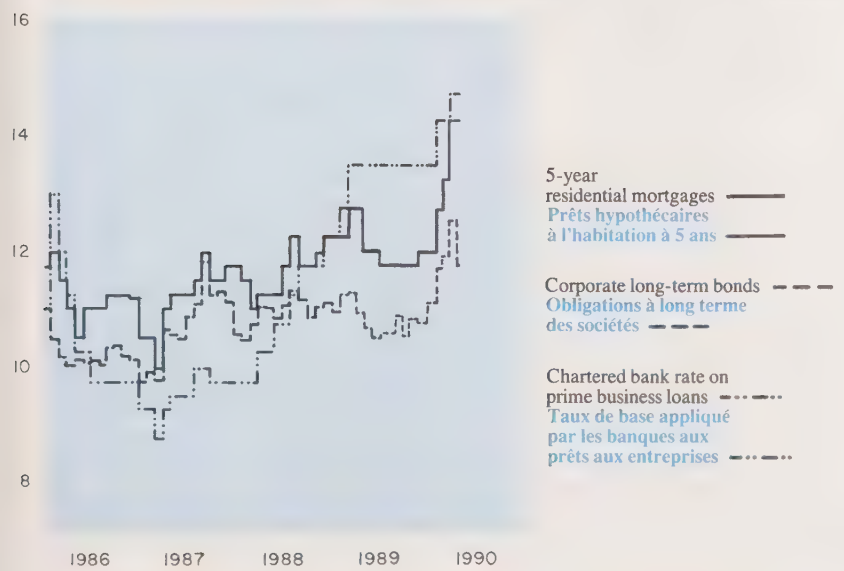 16
14
12
10
8
1986 1987 1988 1989 1990
5-year
residential mortgages
Prêts hypothécaires
à l'habitation à 5 ans
Corporate long-term bonds
Obligations à long terme
des sociétés
Chartered bank rate on
prime business loans
Taux de base appliqué
par les banques aux
prêts aux entreprises